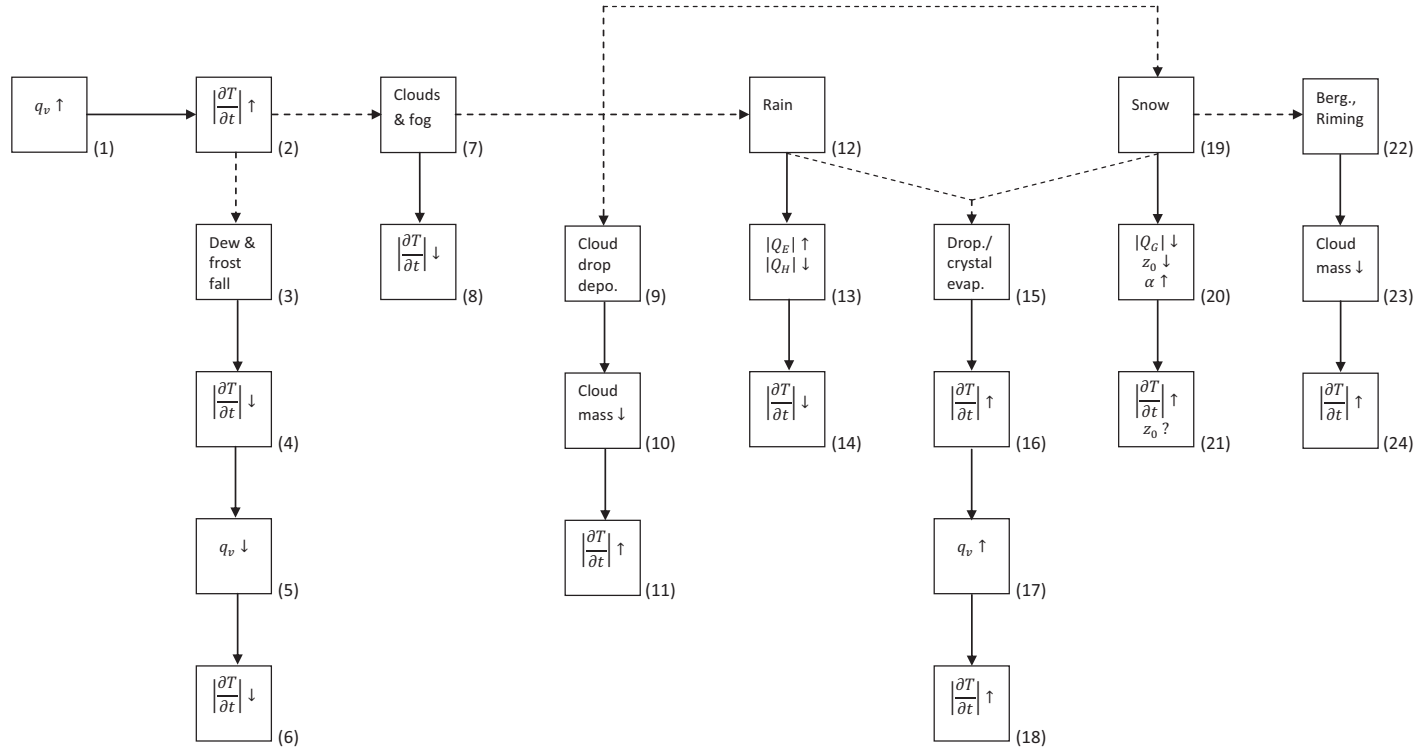 q_v ↑
(1)
|∂T/∂t| ↑
(2)
Clouds
& fog
(7)
Rain
(12)
Snow
(19)
Berg.,
Riming
(22)
Dew &
frost
fall
(3)
|∂T/∂t| ↓
(8)
Cloud
drop
depo.
(9)
|Q_E| ↑
|Q_H| ↓
(13)
Drop./
crystal
evap.
(15)
|Q_G| ↓
z_0 ↓
α ↑
(20)
Cloud
mass ↓
(23)
|∂T/∂t| ↓
(4)
Cloud
mass ↓
(10)
|∂T/∂t| ↓
(14)
|∂T/∂t| ↑
(16)
|∂T/∂t| ↑
z_0 ?
(21)
|∂T/∂t| ↑
(24)
q_v ↓
(5)
|∂T/∂t| ↑
(11)
q_v ↑
(17)
|∂T/∂t| ↓
(6)
|∂T/∂t| ↑
(18)